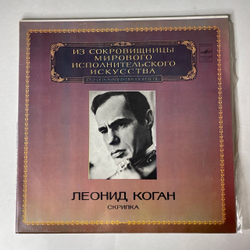 ИЗ СОКРОВИЩНИЦЫ
МИРОВОГО
ИСПОЛНИТЕЛЬСКОГО
ИСКУССТВА
ЛЕОНИД КОГАН
СКРИПКА